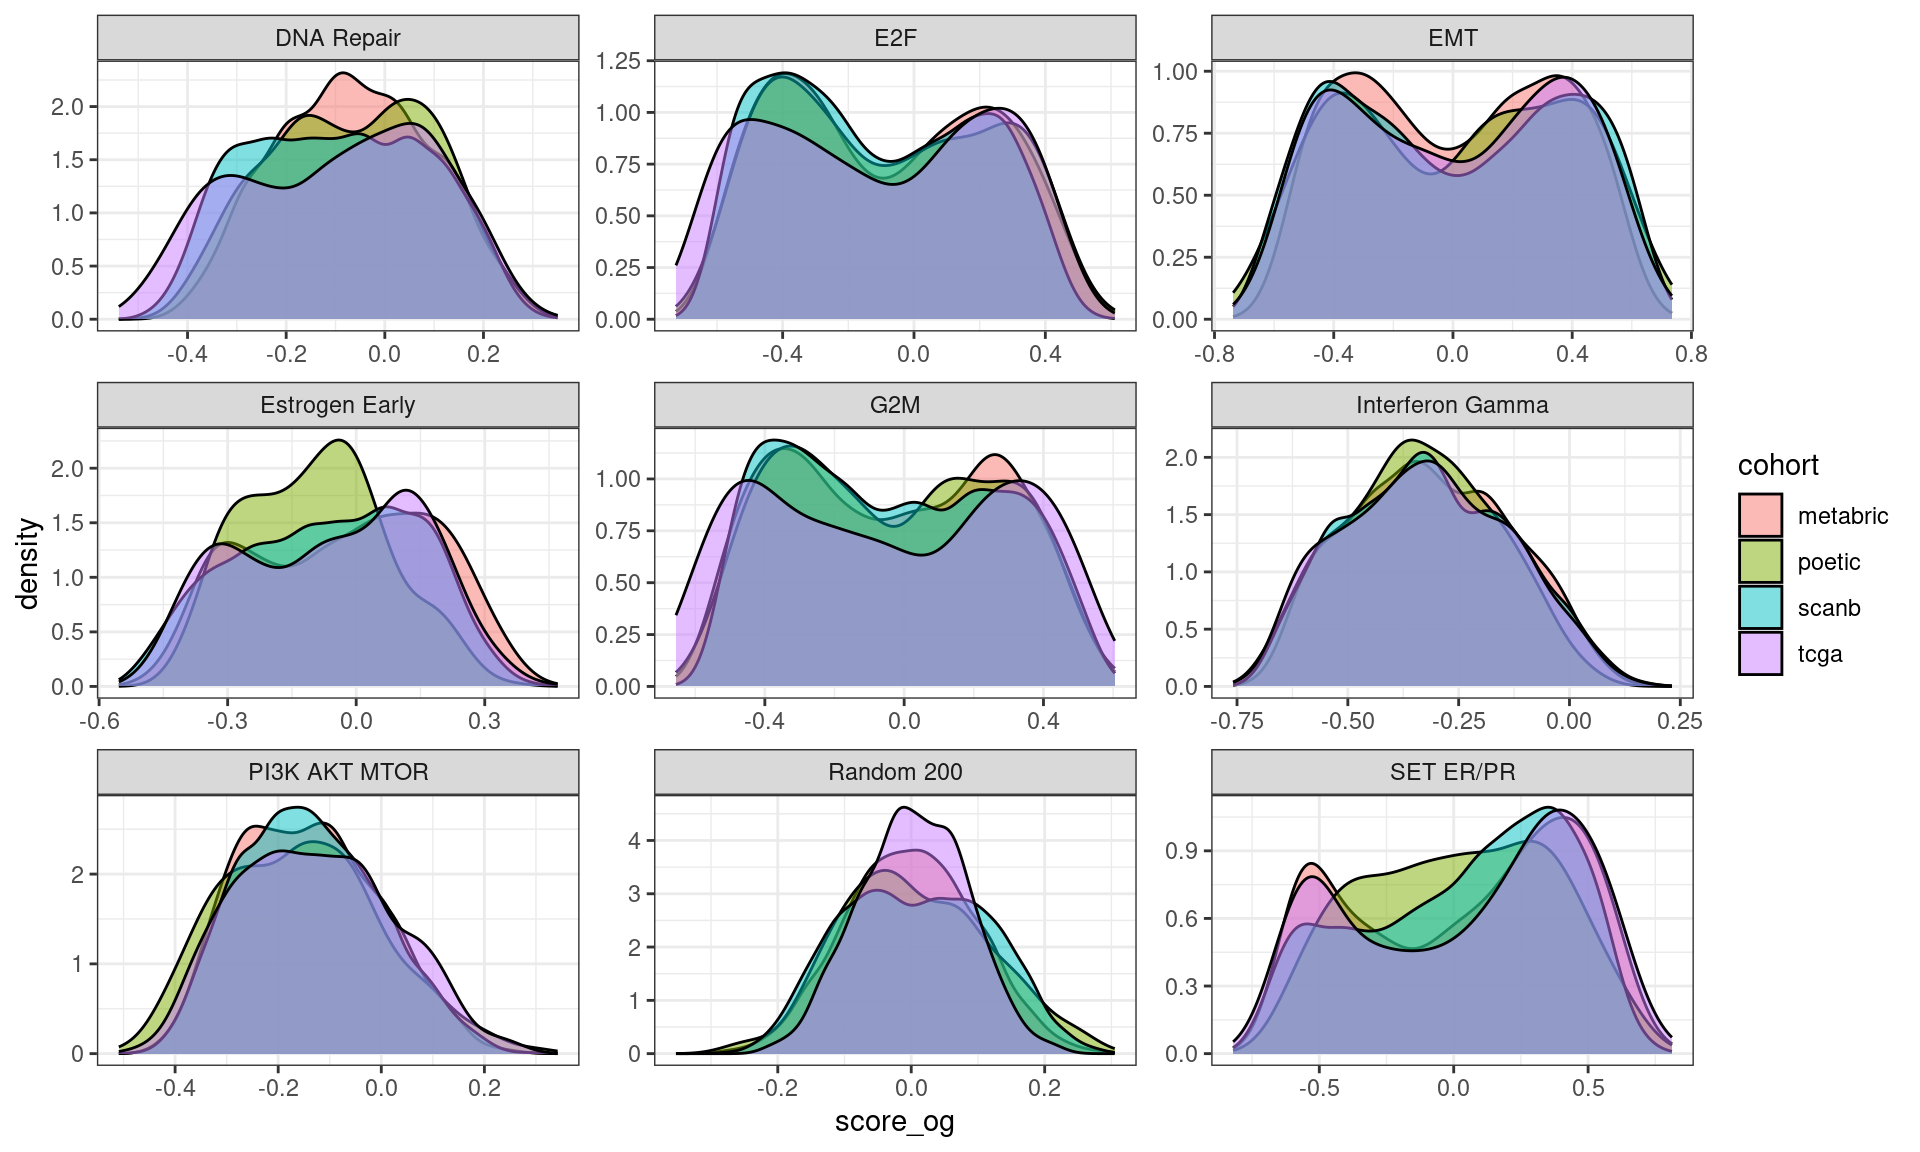 DNA Repair
E2F
EMT
2.0
1.5
1.0
0.5
0.0
1.25
1.00
0.75
0.50
0.25
0.00
1.00
0.75
0.50
0.25
0.00
-0.4 -0.2 0.0 0.2
-0.4 0.0 0.4
-0.8 -0.4 0.0 0.4 0.8
Estrogen Early
G2M
Interferon Gamma
2.0
1.5
1.0
0.5
0.0
1.00
0.75
0.50
0.25
0.00
2.0
1.5
1.0
0.5
0.0
-0.6 -0.3 0.0 0.3
-0.4 0.0 0.4
-0.75 -0.50 -0.25 0.00 0.25
PI3K AKT MTOR
Random 200
SET ER/PR
2
1
0
4
3
2
1
0
0.9
0.6
0.3
0.0
-0.4 -0.2 0.0 0.2
-0.2 0.0 0.2
-0.5 0.0 0.5
density
score_og
cohort
metabric
poetic
scanb
tcga